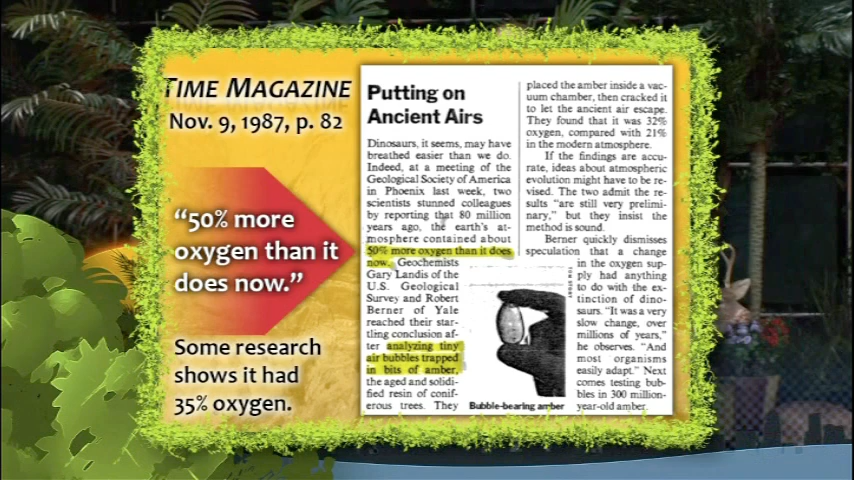 TIME MAGAZINE
Nov. 9, 1987, p. 82
“50% more
oxygen than it
does now.”
Some research
shows it had
35% oxygen.
Putting on
Ancient Airs
Dinosaurs, it seems, may have
breathed easier than we do.
Indeed, at a meeting of the
Geological Society of America
in Phoenix last week, two
scientists stunned colleagues
by reporting that 80 million
years ago, the earth's at-
mosphere contained about
50% more oxygen than it does
now. Geochemists
Gary Landis of the
U.S. Geological
Survey and Robert
Berner of Yale
reached their star-
tling conclusion af-
ter analyzing tiny
air bubbles trapped
in bits of amber,
the aged and solidi-
fied resin of conif-
erous trees. They
placed the amber inside a vac-
uum chamber, then cracked it
to let the ancient air escape.
They found that it was 32%
oxygen, compared with 21%
in the modern atmosphere.
If the findings are accu-
rate, ideas about atmospheric
evolution might have to be re-
vised. The two admit the re-
sults "are still very prelimi-
nary," but they insist the
method is sound.
Berner quickly dismisses
speculation that a change
in the oxygen sup-
ply had anything
to do with the ex-
tinction of dino-
saurs. "It was a very
slow change, over
millions of years,"
he observes. "And
most organisms
easily adapt." Next
comes testing bub-
bles in 300 million-
year-old amber.
Bubble-bearing amber